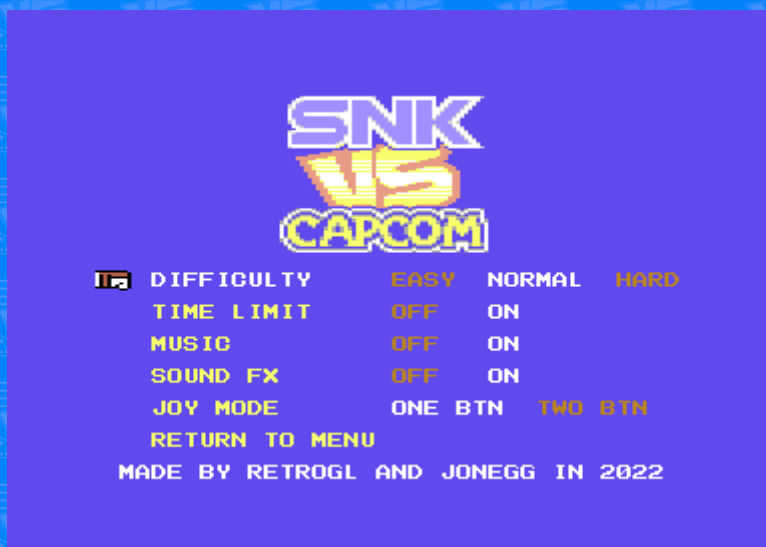 SNK
VS
CAPCOM
DIFFICULTY EASY NORMAL HARD
TIME LIMIT OFF ON
MUSIC OFF ON
SOUND FX OFF ON
JOY MODE ONE BTN TWO BTN
RETURN TO MENU
MADE BY RETROGL AND JONEGG IN 2022